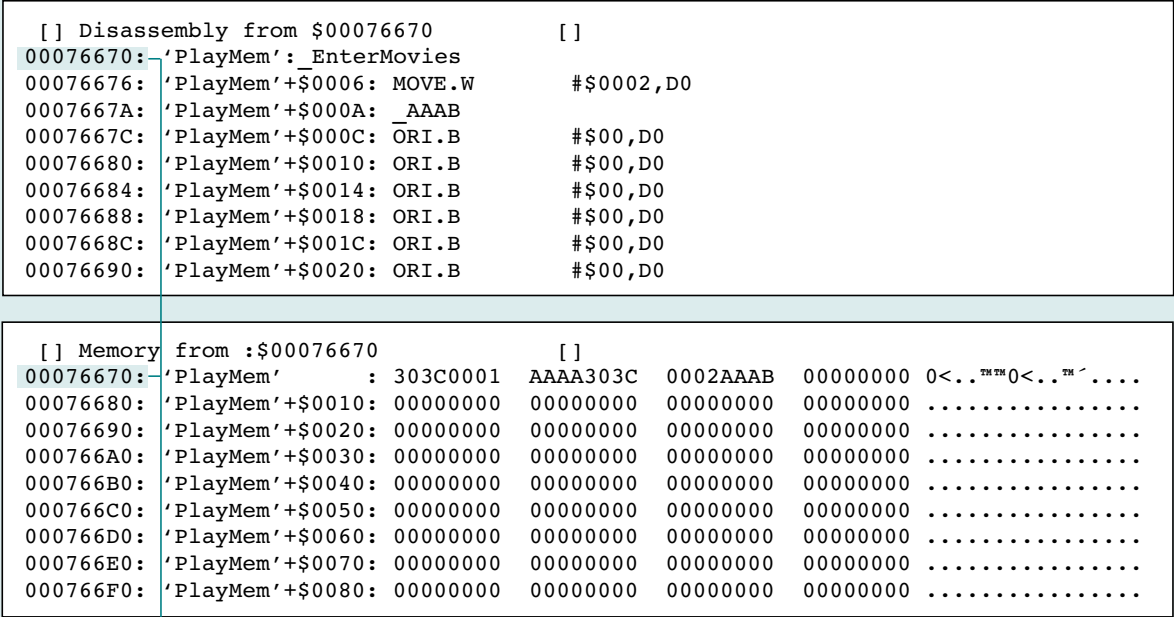 [] Disassembly from $00076670 []
00076670: ‘PlayMem’:_EnterMovies
00076676: ‘PlayMem’+$0006: MOVE.W #$0002,D0
0007667A: ‘PlayMem’+$000A: _AAAB
0007667C: ‘PlayMem’+$000C: ORI.B #$00,D0
00076680: ‘PlayMem’+$0010: ORI.B #$00,D0
00076684: ‘PlayMem’+$0014: ORI.B #$00,D0
00076688: ‘PlayMem’+$0018: ORI.B #$00,D0
0007668C: ‘PlayMem’+$001C: ORI.B #$00,D0
00076690: ‘PlayMem’+$0020: ORI.B #$00,D0
[] Memory from :$00076670 []
00076670: ‘PlayMem’ : 303C0001 AAAA303C 0002AAAB 00000000 0<..™™0<..™´....
00076680: ‘PlayMem’+$0010: 00000000 00000000 00000000 00000000 ................
00076690: ‘PlayMem’+$0020: 00000000 00000000 00000000 00000000 ................
000766A0: ‘PlayMem’+$0030: 00000000 00000000 00000000 00000000 ................
000766B0: ‘PlayMem’+$0040: 00000000 00000000 00000000 00000000 ................
000766C0: ‘PlayMem’+$0050: 00000000 00000000 00000000 00000000 ................
000766D0: ‘PlayMem’+$0060: 00000000 00000000 00000000 00000000 ................
000766E0: ‘PlayMem’+$0070: 00000000 00000000 00000000 00000000 ................
000766F0: ‘PlayMem’+$0080: 00000000 00000000 00000000 00000000 ................